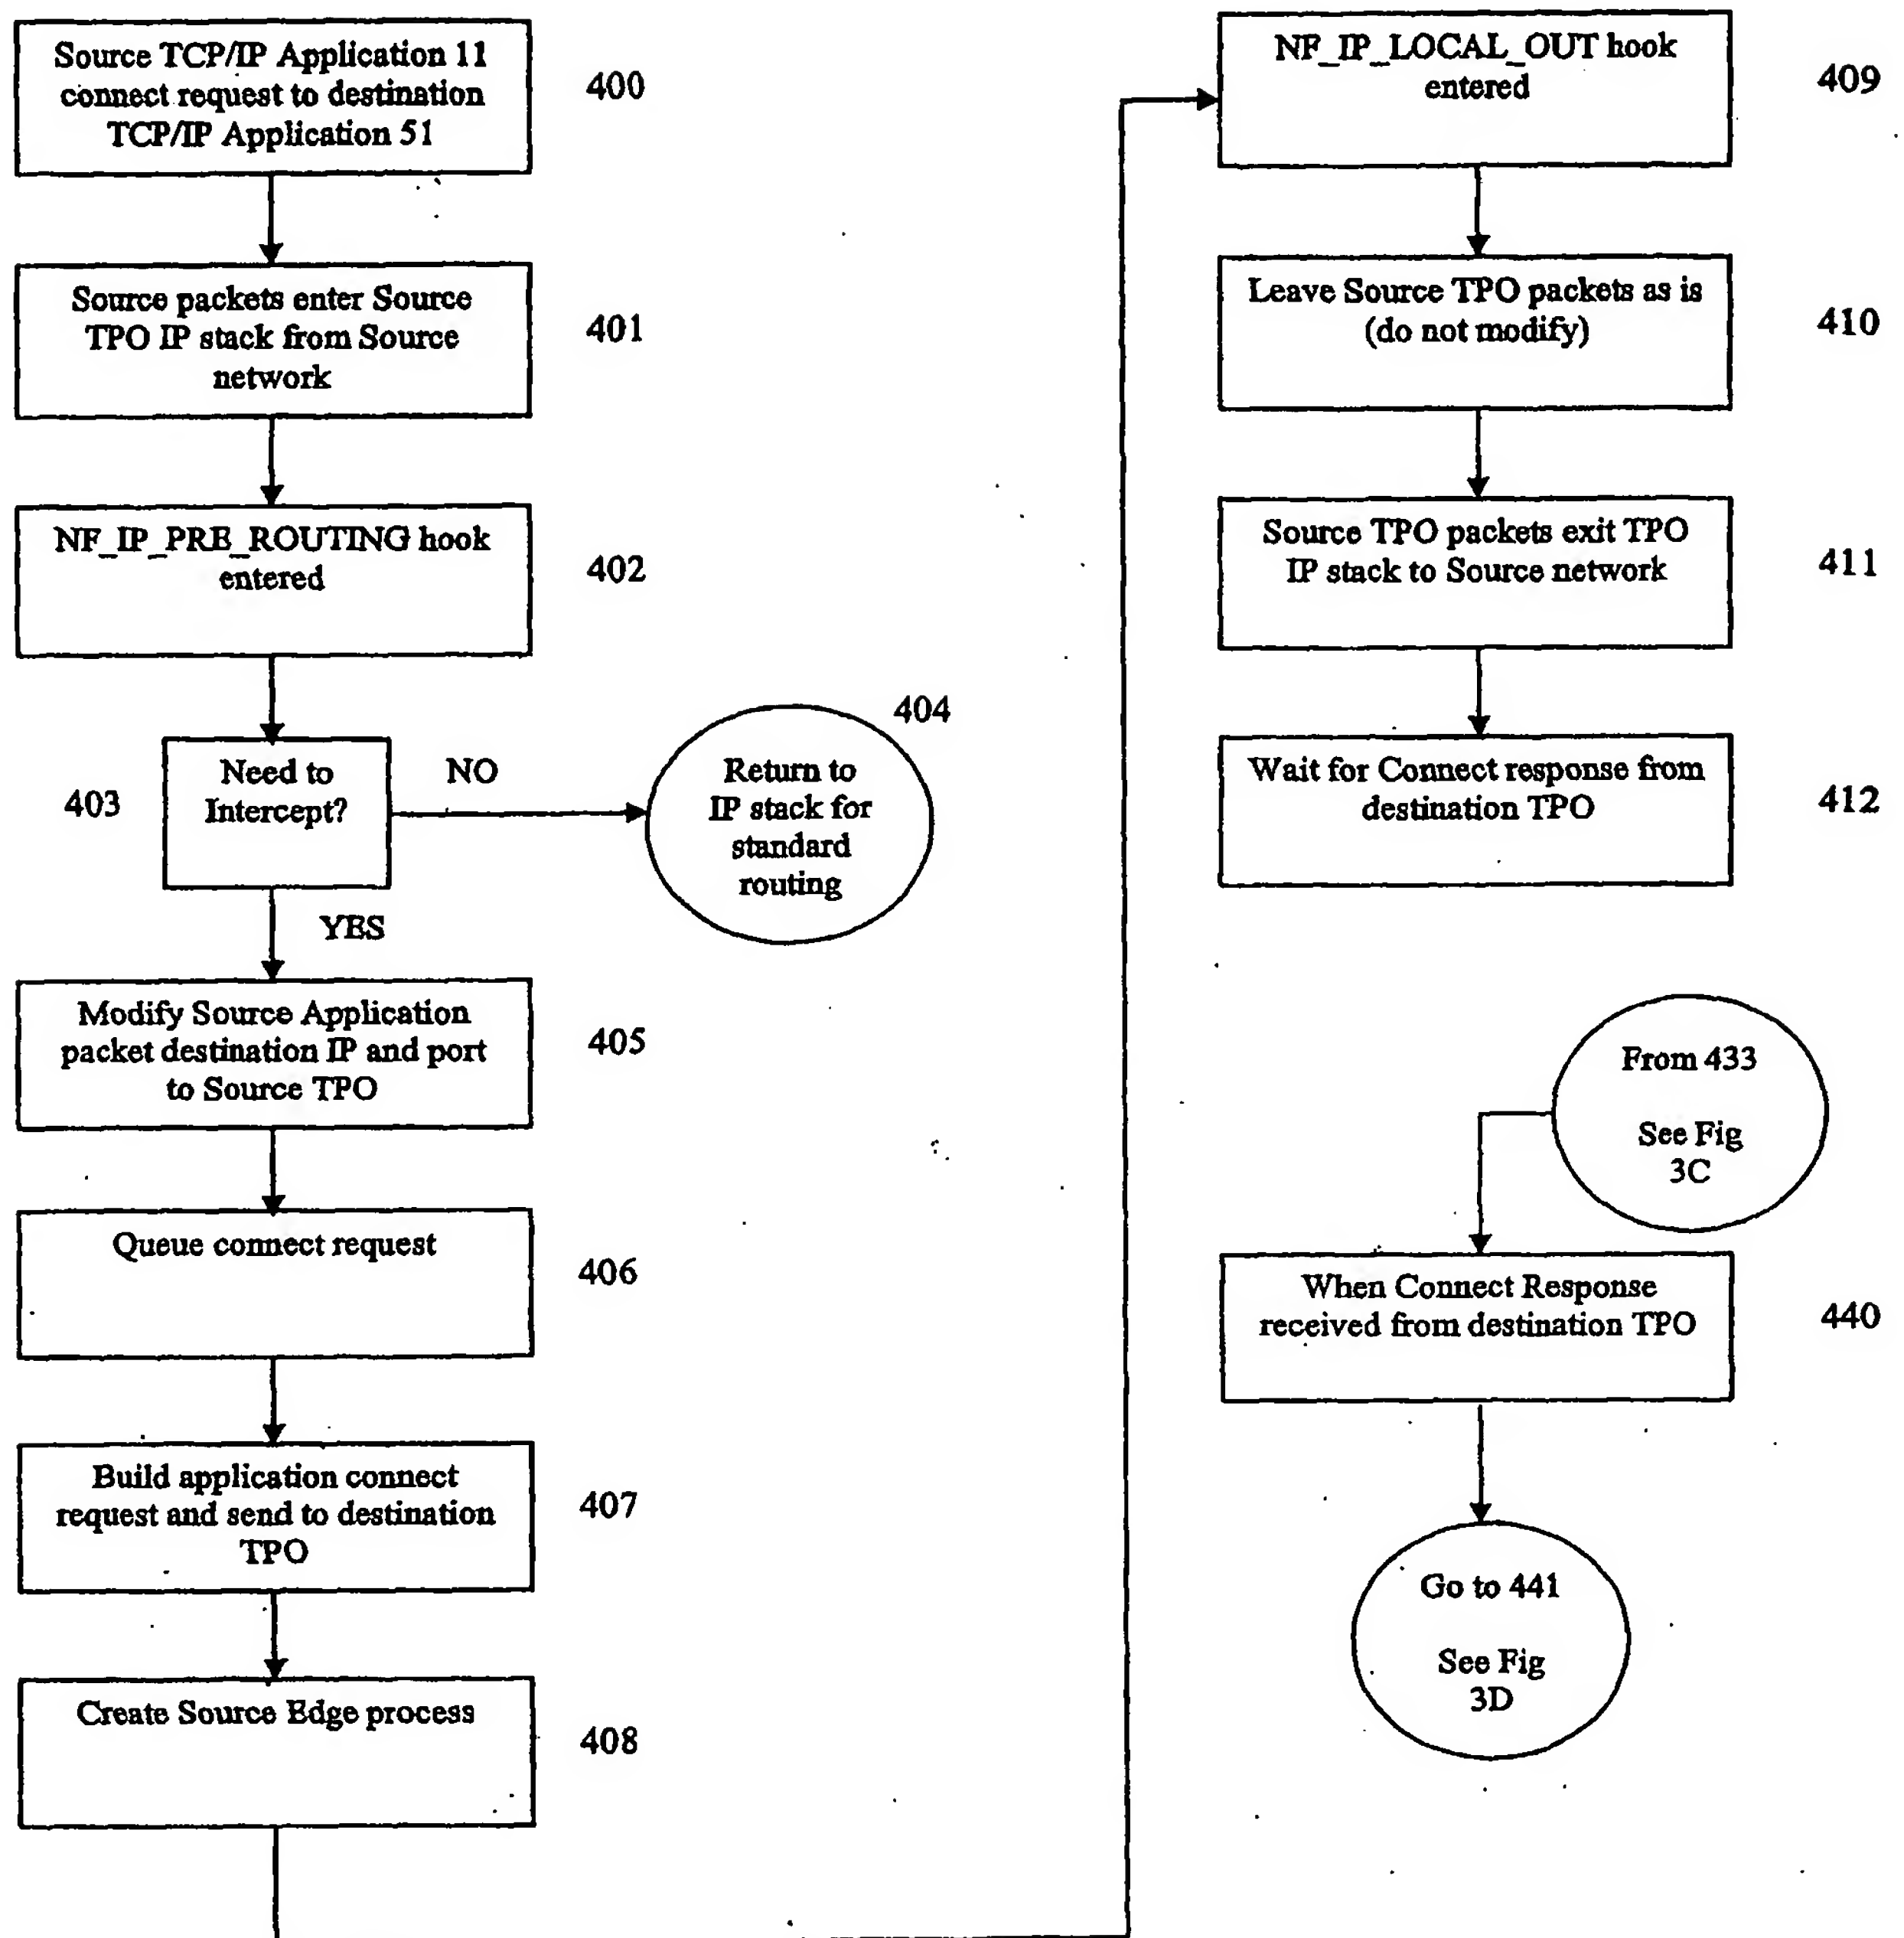 Source TCP/IP Application 11
connect request to destination
TCP/IP Application 51
400
Source packets enter Source
TPO IP stack from Source
network
401
NF_IP_PRE_ROUTING hook
entered
402
403
Need to
Intercept?
NO
404
Return to
IP stack for
standard
routing
YES
Modify Source Application
packet destination IP and port
to Source TPO
405
Queue connect request
406
Build application connect
request and send to destination
TPO
407
Create Source Edge process
408
NF_IP_LOCAL_OUT hook
entered
409
Leave Source TPO packets as is
(do not modify)
410
Source TPO packets exit TPO
IP stack to Source network
411
Wait for Connect response from
destination TPO
412
From 433
See Fig
3C
When Connect Response
received from destination TPO
440
Go to 441
See Fig
3D